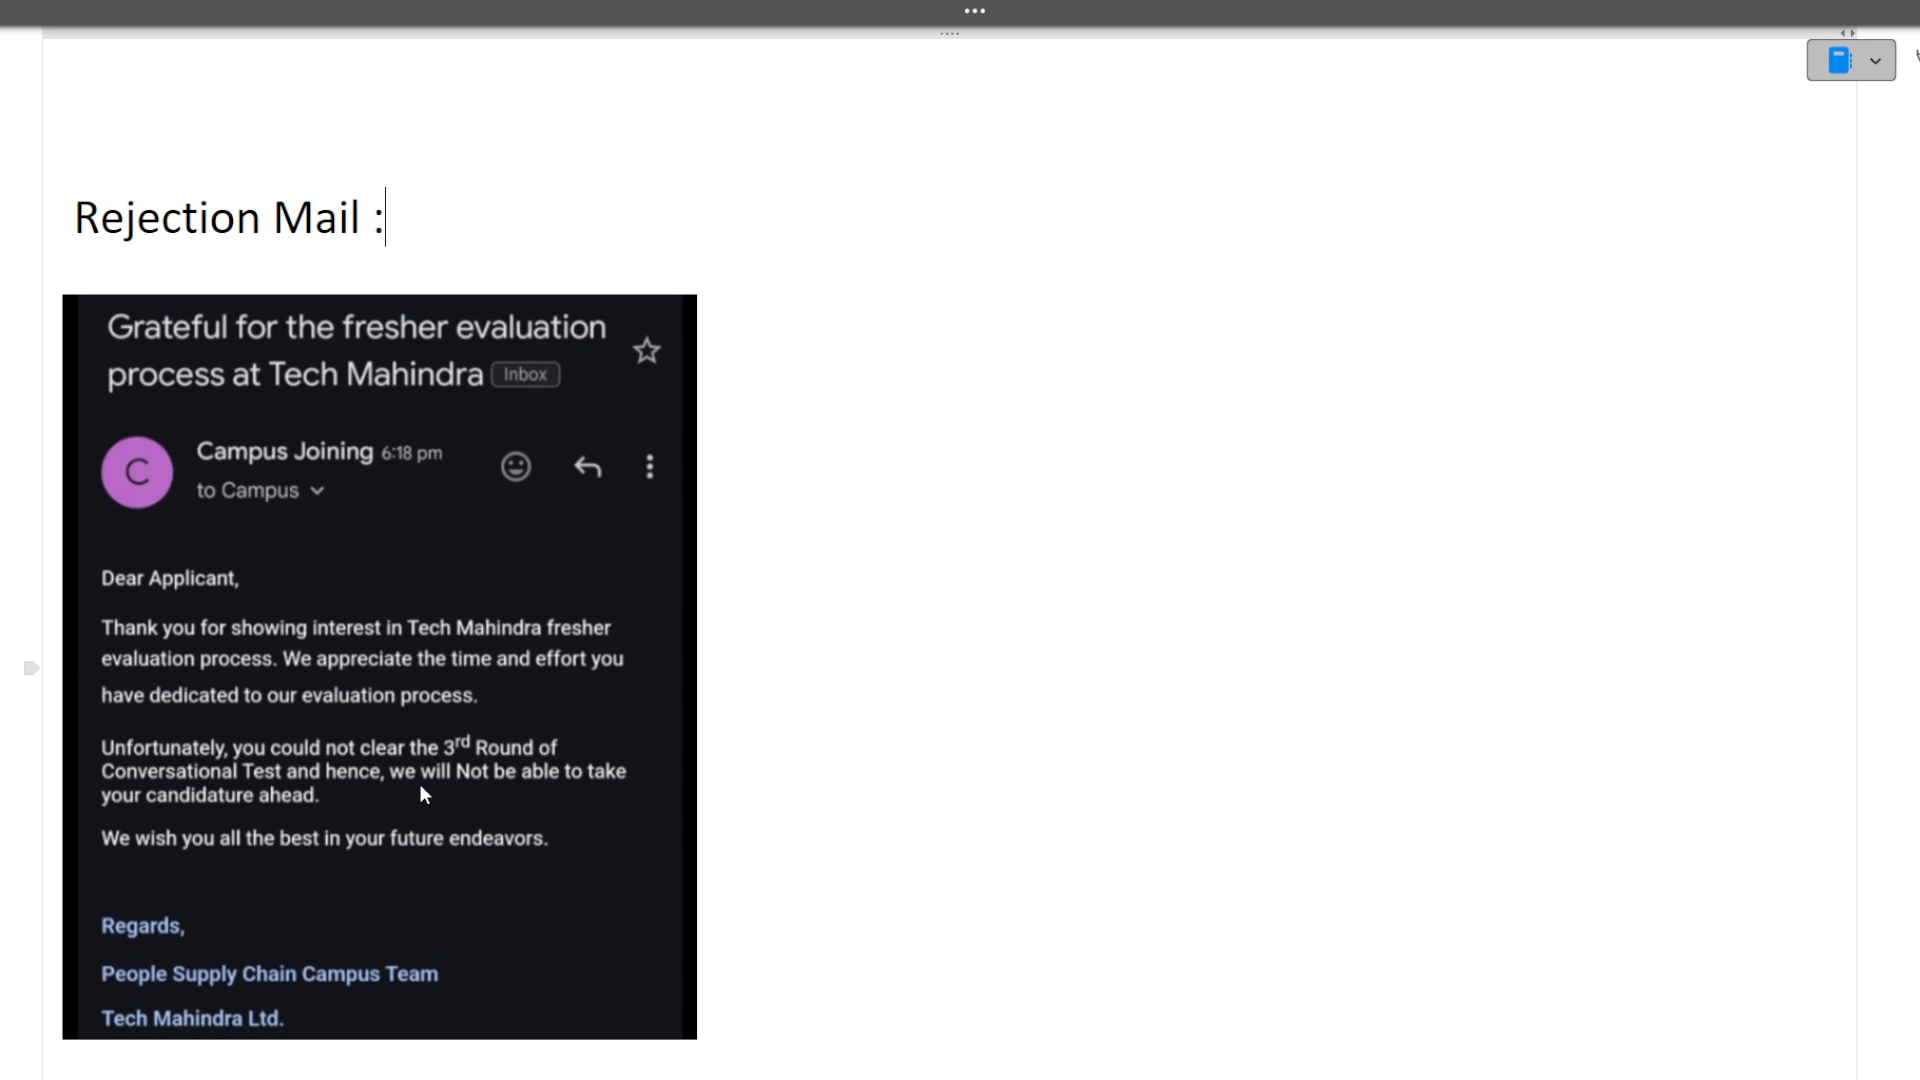 Rejection Mail :
Grateful for the fresher evaluation
process at Tech Mahindra Inbox
C
Campus Joining 6:18 pm
to Campus
Dear Applicant,
Thank you for showing interest in Tech Mahindra fresher
evaluation process. We appreciate the time and effort you
have dedicated to our evaluation process.
Unfortunately, you could not clear the 3rd Round of
Conversational Test and hence, we will Not be able to take
your candidature ahead.
We wish you all the best in your future endeavors.
Regards,
People Supply Chain Campus Team
Tech Mahindra Ltd.